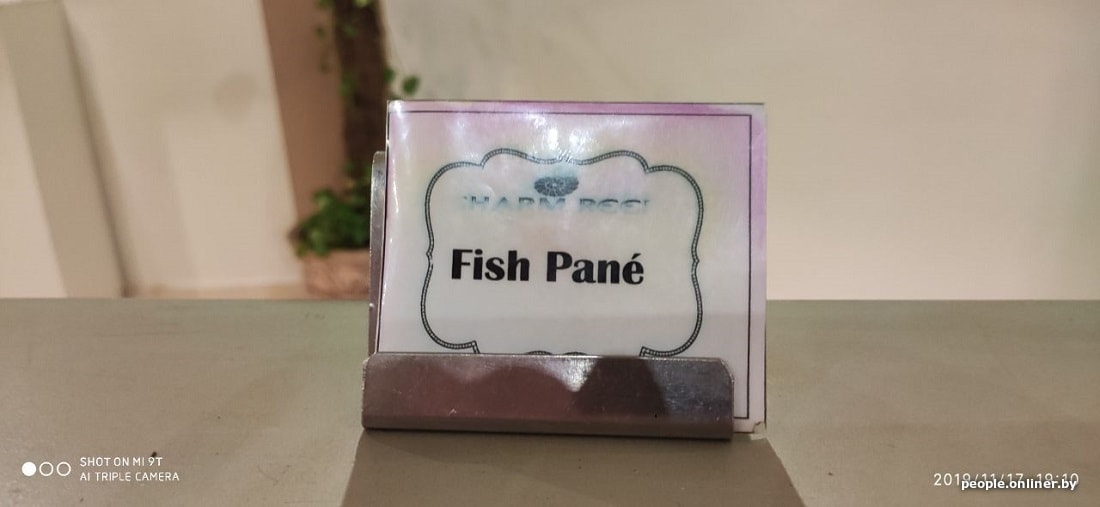 Fish Pané
SHOT ON MI 9T
AI TRIPLE CAMERA
people.onliner.by